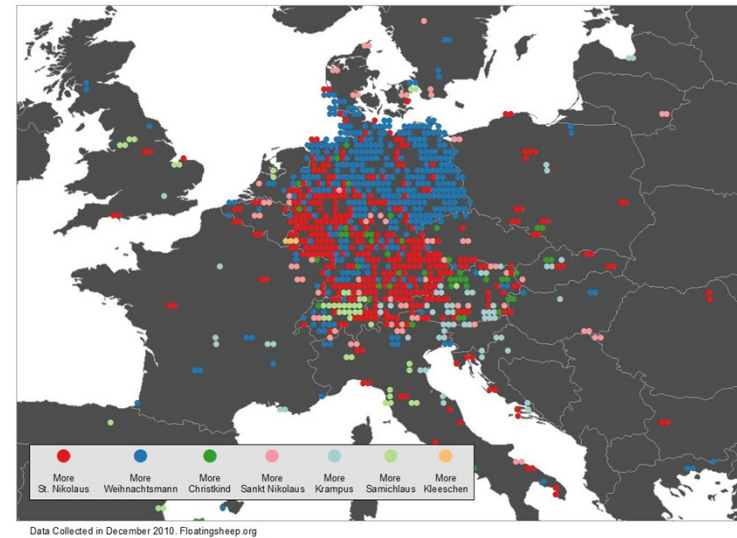 More
St. Nikolaus
More
Weihnachtsmann
More
Christkind
More
Sankt Nikolaus
More
Krampus
More
Samichlaus
More
Kleeschen
Data Collected in December 2010. Floatingsheep.org